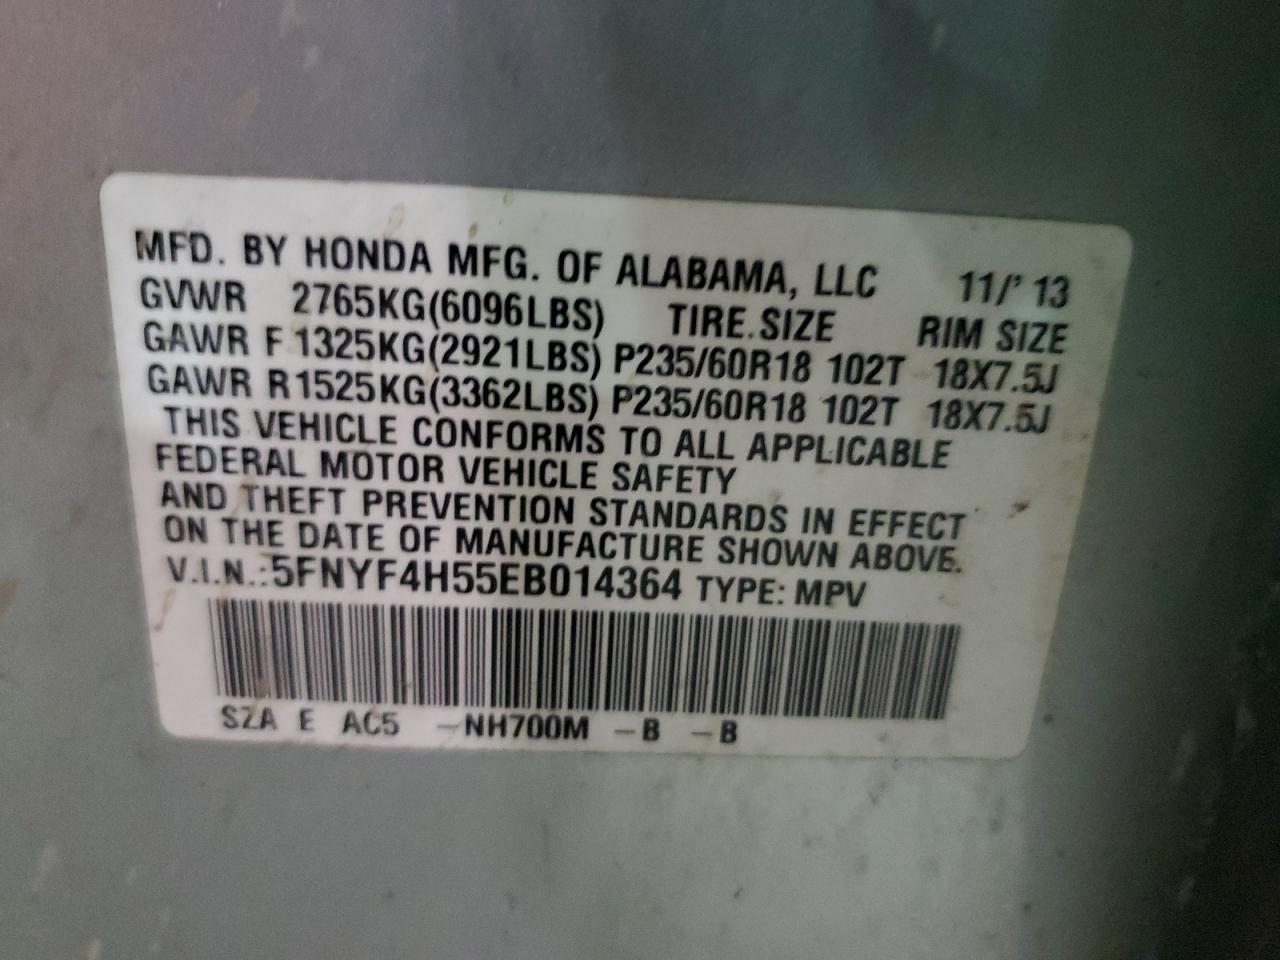 MFD. BY HONDA MFG. OF ALABAMA, LLC 11/' 13
GVWR 2765KG(6096LBS) TIRE SIZE RIM SIZE
GAWR F 1325KG(2921LBS) P235/60R18 102T 18X7.5J
GAWR R 1525KG(3362LBS) P235/60R18 102T 18X7.5J
THIS VEHICLE CONFORMS TO ALL APPLICABLE
FEDERAL MOTOR VEHICLE SAFETY
AND THEFT PREVENTION STANDARDS IN EFFECT
ON THE DATE OF MANUFACTURE SHOWN ABOVE.
V.I.N.:5FNYF4H55EB014364 TYPE: MPV
SZA E AC5 -NH700M -B -B